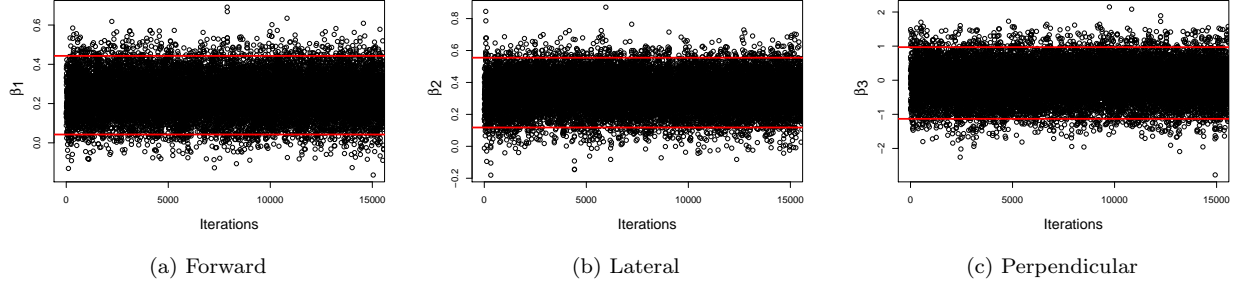 β1
0.0 0.2 0.4 0.6
0 5000 10000 15000
Iterations
(a) Forward
β2
−0.2 0.0 0.2 0.4 0.6 0.8
0 5000 10000 15000
Iterations
(b) Lateral
β3
−2 −1 0 1 2
0 5000 10000 15000
Iterations
(c) Perpendicular